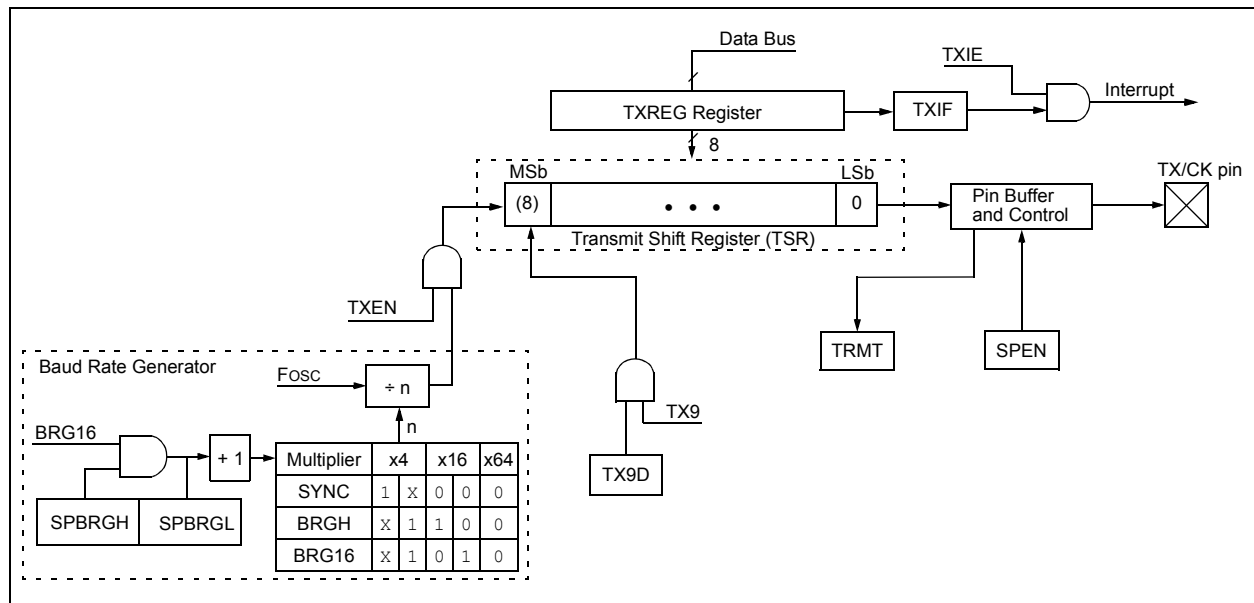 Data Bus
TXIE
Interrupt
TXREG Register
TXIF
8
MSb
LSb
TX/CK pin
(8)
• • •
0
Pin Buffer
and Control
Transmit Shift Register (TSR)
TXEN
TRMT
SPEN
Baud Rate Generator
FOSC
÷ n
TX9
n
BRG16
+ 1
TX9D
Multiplier x4 x16 x64
SYNC 1 X 0 0 0
BRGH X 1 1 0 0
BRG16 X 1 0 1 0
SPBRGH SPBRGL